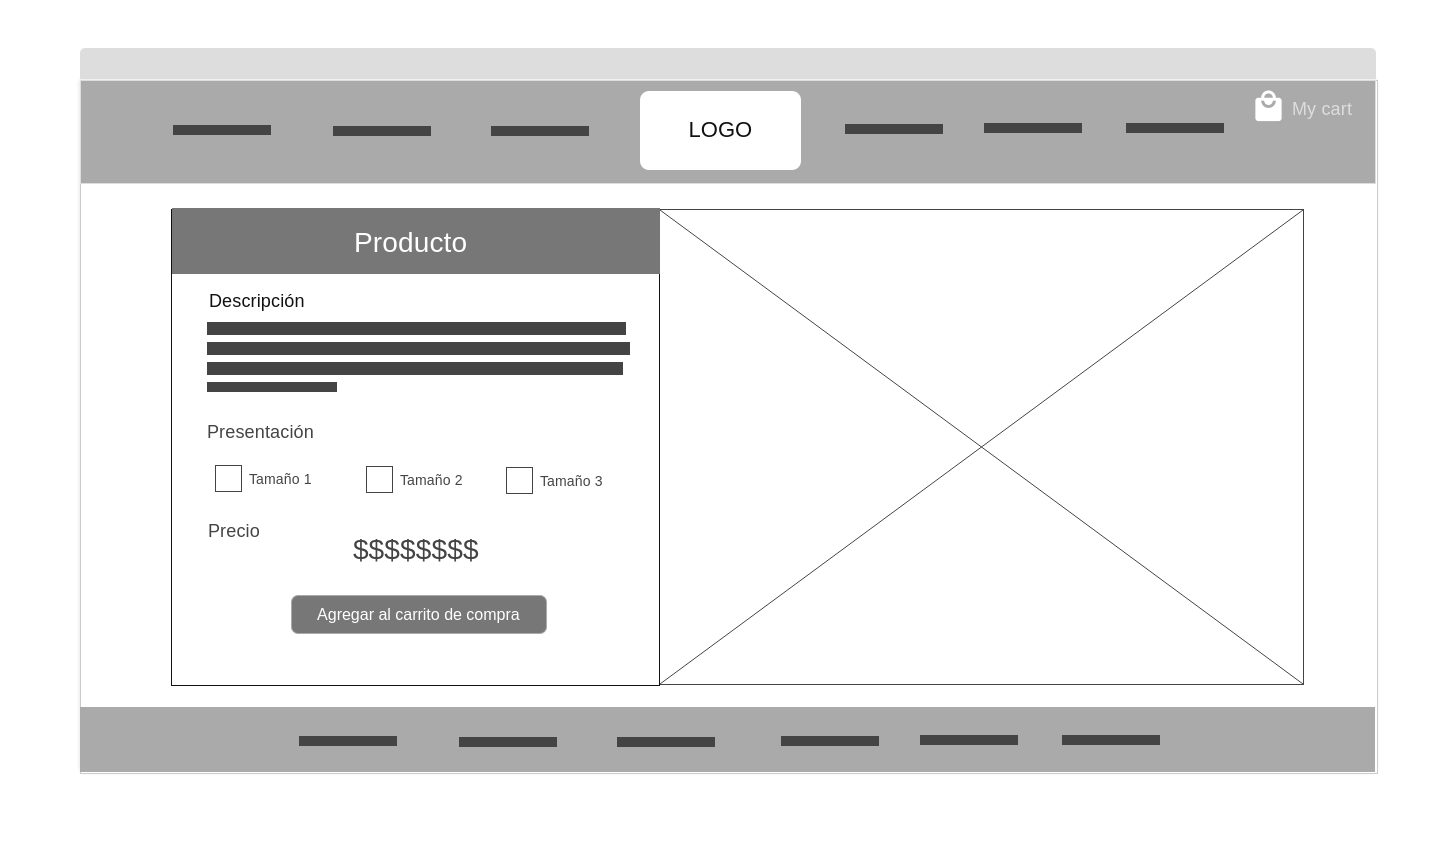 LOGO
My cart
Producto
Descripción
Presentación
Tamaño 1
Tamaño 2
Tamaño 3
Precio
$$$$$$$$
Agregar al carrito de compra